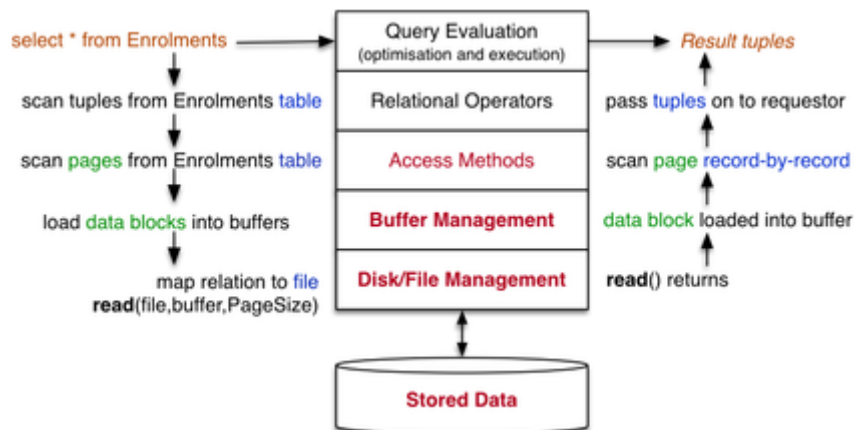 select * from Enrolments
scan tuples from Enrolments table
scan pages from Enrolments table
load data blocks into buffers
map relation to file
read(file,buffer,PageSize)
Query Evaluation
(optimisation and execution)
Relational Operators
Access Methods
Buffer Management
Disk/File Management
Stored Data
Result tuples
pass tuples on to requestor
scan page record-by-record
data block loaded into buffer
read() returns